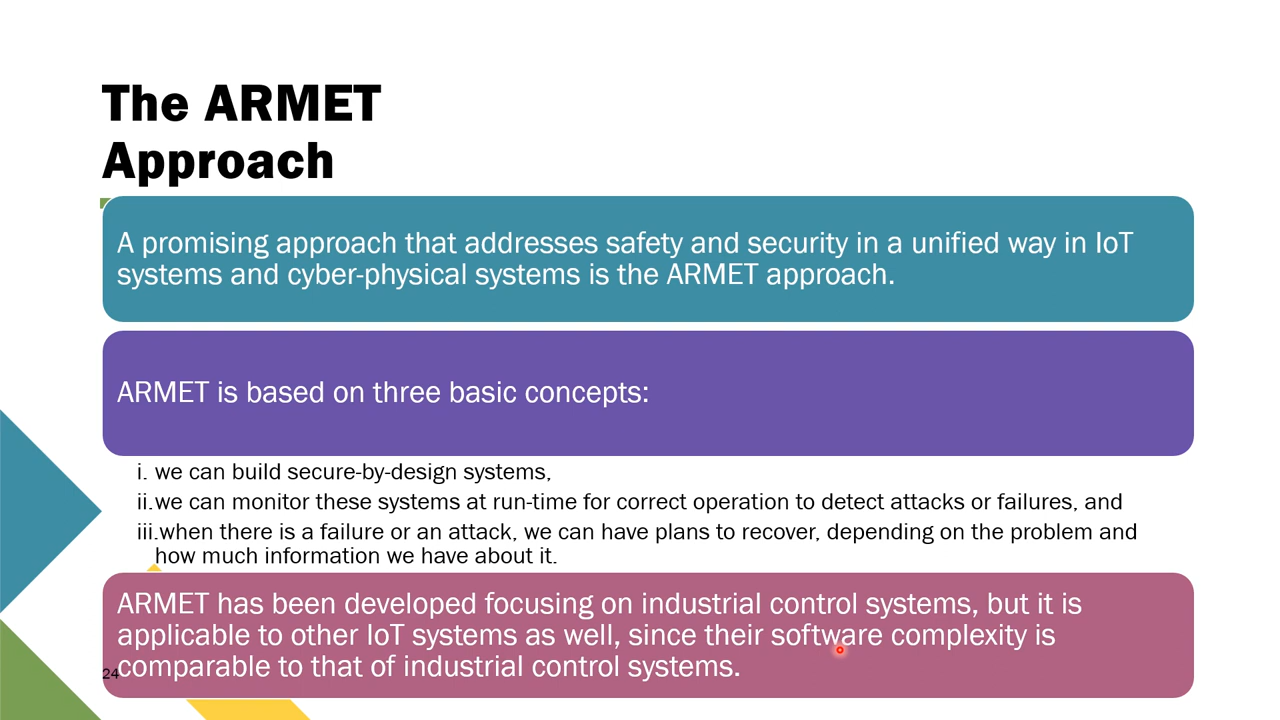 The ARMET
Approach
A promising approach that addresses safety and security in a unified way in IoT
systems and cyber-physical systems is the ARMET approach.
ARMET is based on three basic concepts:
i. we can build secure-by-design systems,
ii.we can monitor these systems at run-time for correct operation to detect attacks or failures, and
iii.when there is a failure or an attack, we can have plans to recover, depending on the problem and
how much information we have about it.
ARMET has been developed focusing on industrial control systems, but it is
applicable to other IoT systems as well, since their software complexity is
comparable to that of industrial control systems.
24